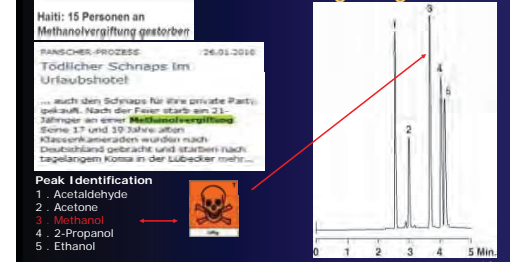 Haiti: 15 Personen an
Methanolvergiftung gestorben
PANSCHER-PROZESS 26.01.2010
Tödlicher Schnaps im
Urlaubshotel
... auch den Schnaps für ihre private Party
gekauft. Nach der Feier starb ein 21-
Jähriger an einer Methanolvergiftung.
Seine 17 und 19 Jahre alten
Klassenkameraden wurden nach
Deutschland gebracht und starben nach
tagelangem Koma in der Lübecker mehr...
Peak Identification
1 . Acetaldehyde
2 . Acetone
3 . Methanol
4 . 2-Propanol
5 . Ethanol
1
2
3
4
5
0 1 2 3 4 5 Min.